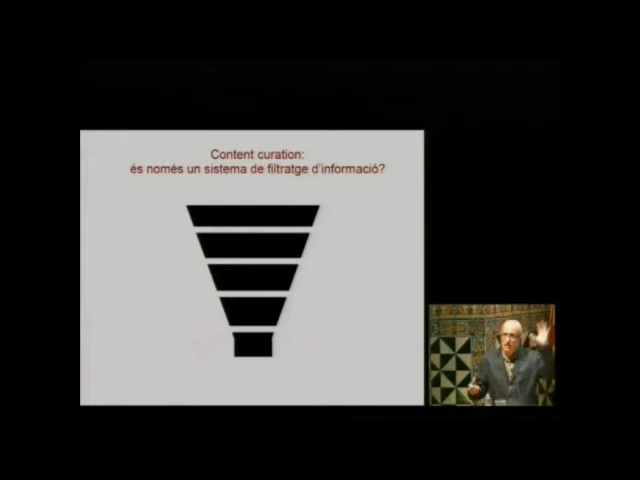 Content curation:
és només un sistema de filtratge d'informació?